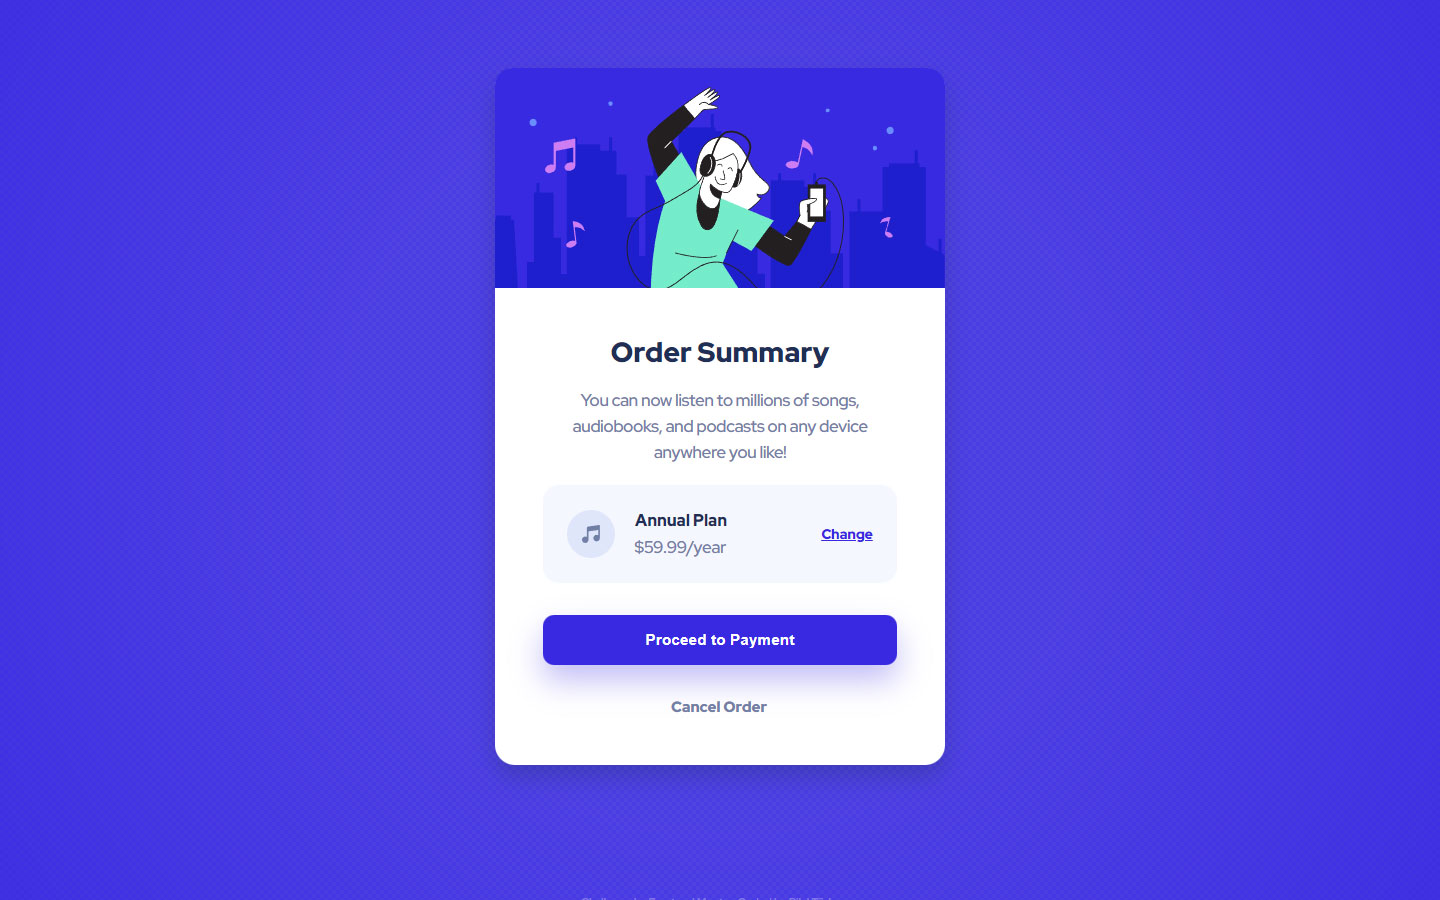 Order Summary
You can now listen to millions of songs,
audiobooks, and podcasts on any device
anywhere you like!
Annual Plan
$59.99/year
Change
Proceed to Payment
Cancel Order